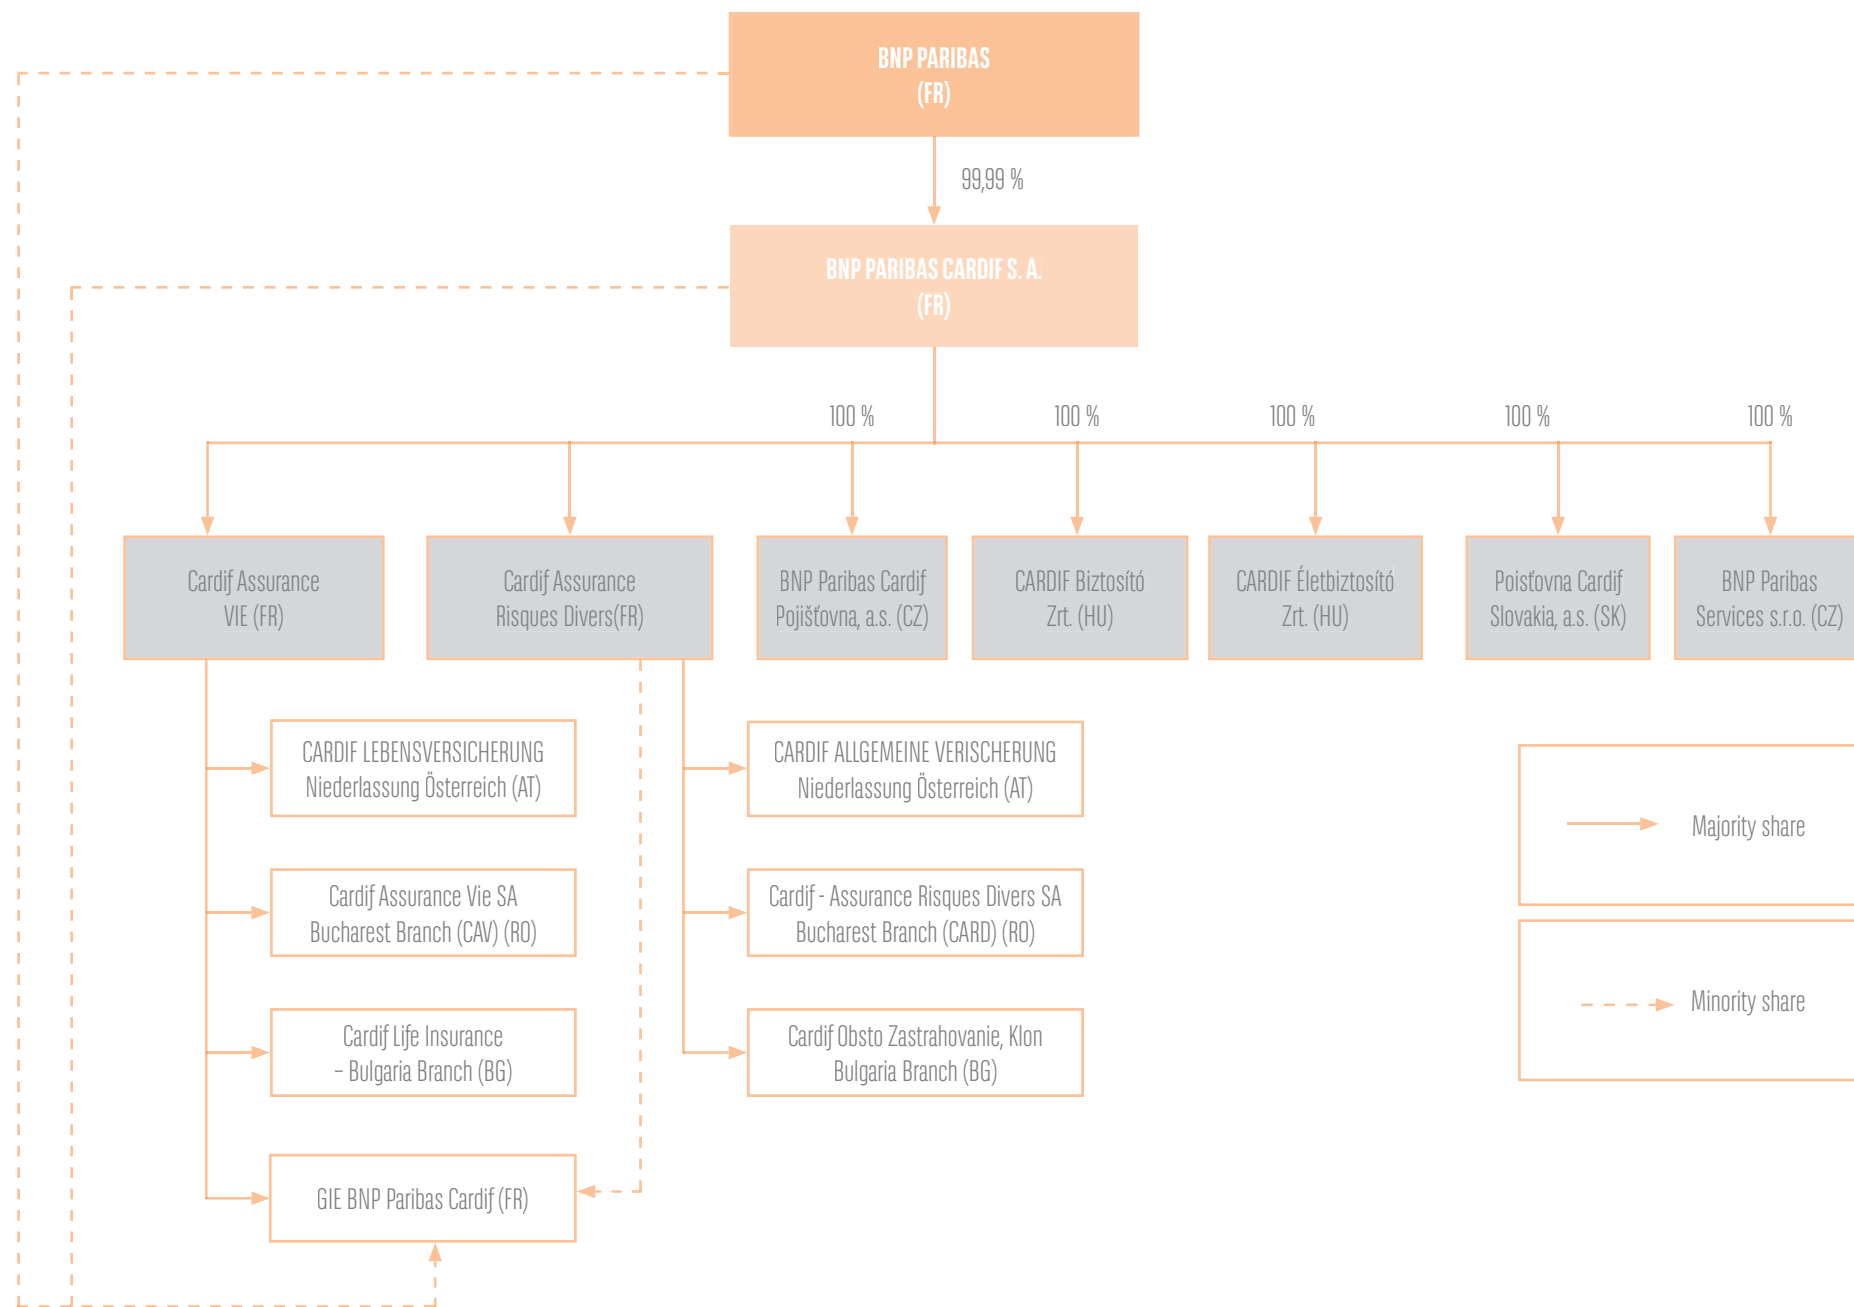 BNP PARIBAS
(FR)
99,99 %
BNP PARIBAS CARDIF S. A.
(FR)
100 %
100 %
100 %
100 %
100 %
Cardif Assurance
VIE (FR)
Cardif Assurance
Risques Divers(FR)
BNP Paribas Cardif
Pojišťovna, a.s. (CZ)
CARDIF Biztosító
Zrt. (HU)
CARDIF Életbiztosító
Zrt. (HU)
Poisťovna Cardif
Slovakia, a.s. (SK)
BNP Paribas
Services s.r.o. (CZ)
CARDIF LEBENSVERSICHERUNG
Niederlassung Österreich (AT)
CARDIF ALLGEMEINE VERISCHERUNG
Niederlassung Österreich (AT)
Majority share
Cardif Assurance Vie SA
Bucharest Branch (CAV) (RO)
Cardif - Assurance Risques Divers SA
Bucharest Branch (CARD) (RO)
Minority share
Cardif Life Insurance
– Bulgaria Branch (BG)
Cardif Obsto Zastrahovanie, Klon
Bulgaria Branch (BG)
GIE BNP Paribas Cardif (FR)